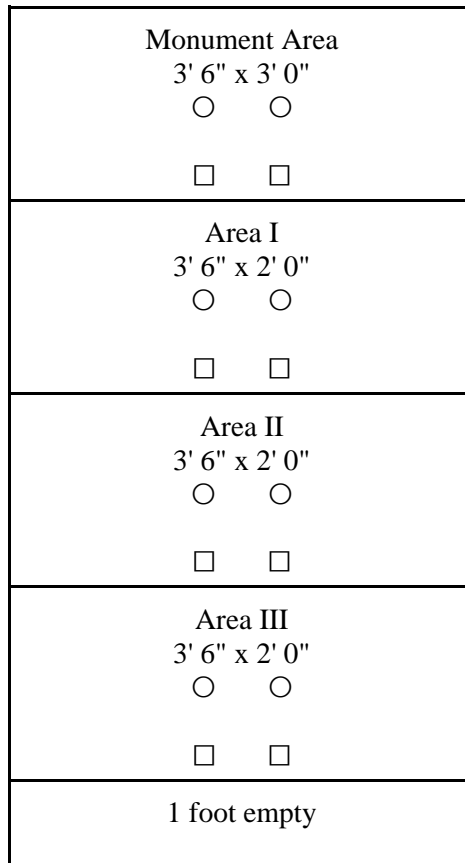 Monument Area
3' 6" x 3' 0"
Area I
3' 6" x 2' 0"
Area II
3' 6" x 2' 0"
Area III
3' 6" x 2' 0"
1 foot empty